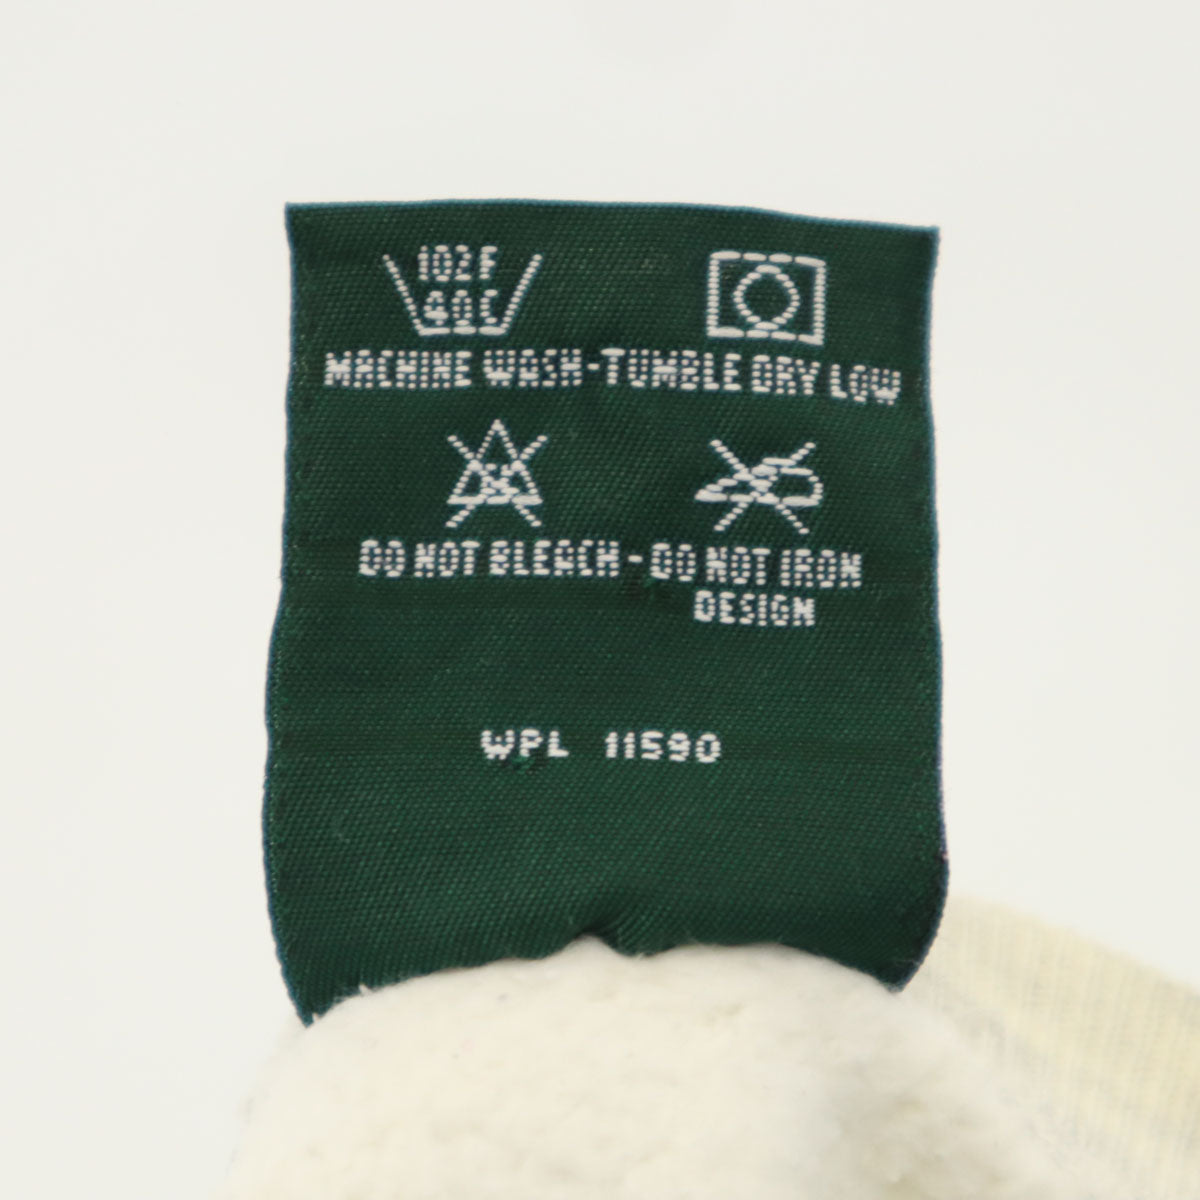 102F
40C
MACHINE WASH-TUMBLE DRY LOW
DO NOT BLEACH-DO NOT IRON
DESIGN
WPL 11590